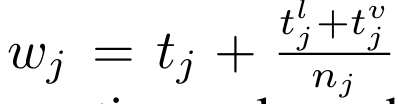 $w_j = t_j + \frac{t_j^l + t_j^v}{n_j}$